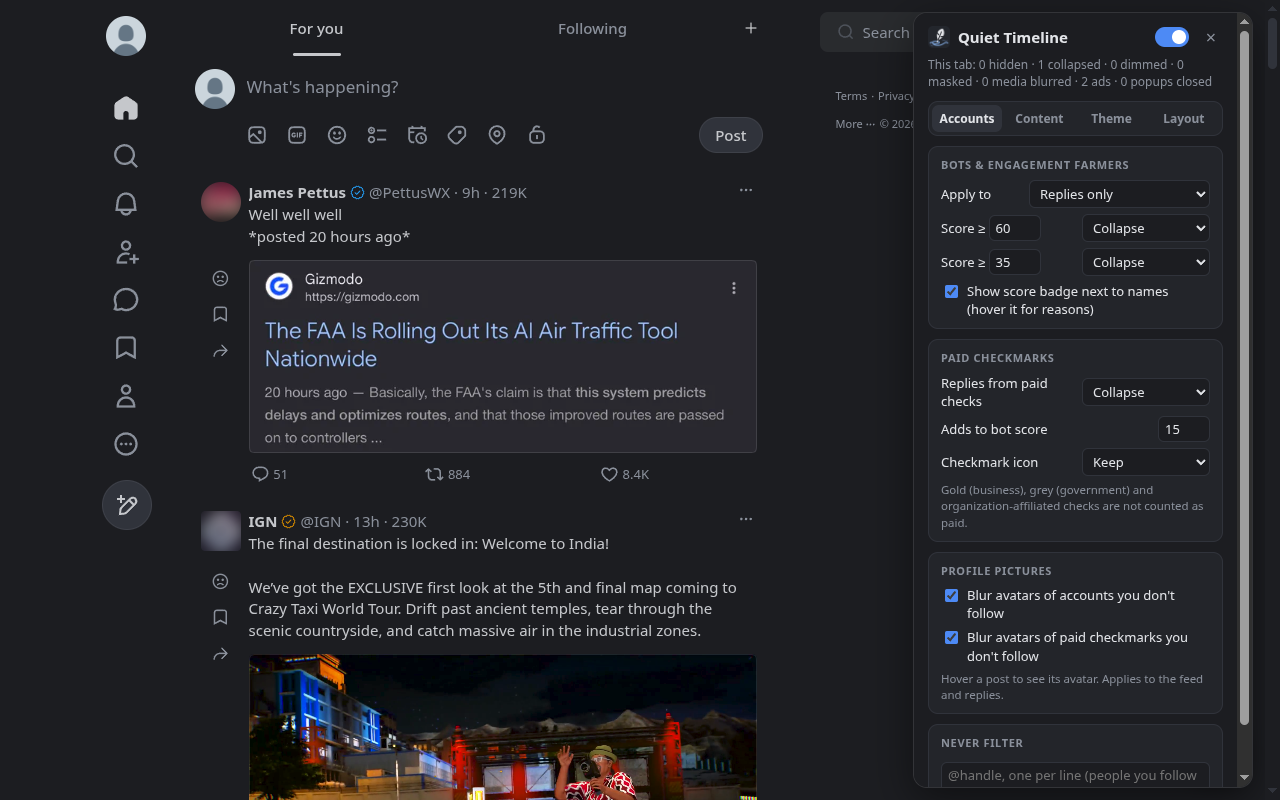 For you
Following
What's happening?
GIF
Post
James Pettus @PettusWX · 9h · 219K
Well well well
*posted 20 hours ago*
Gizmodo
https://gizmodo.com
The FAA Is Rolling Out Its AI Air Traffic Tool
Nationwide
20 hours ago — Basically, the FAA's claim is that this system predicts
delays and optimizes routes, and that those improved routes are passed
on to controllers ...
51
884
8.4K
IGN @IGN · 13h · 230K
The final destination is locked in: Welcome to India!
We've got the EXCLUSIVE first look at the 5th and final map coming to
Crazy Taxi World Tour. Drift past ancient temples, tear through the
scenic countryside, and catch massive air in the industrial zones.
Search
Terms · Privacy
More ··· © 2026
Quiet Timeline
This tab: 0 hidden · 1 collapsed · 0 dimmed · 0
masked · 0 media blurred · 2 ads · 0 popups closed
Accounts
Content
Theme
Layout
BOTS & ENGAGEMENT FARMERS
Apply to
Replies only
Score ≥ 60
Collapse
Score ≥ 35
Collapse
Show score badge next to names
(hover it for reasons)
PAID CHECKMARKS
Replies from paid
checks
Collapse
Adds to bot score
15
Checkmark icon
Keep
Gold (business), grey (government) and
organization-affiliated checks are not counted as
paid.
PROFILE PICTURES
Blur avatars of accounts you don't
follow
Blur avatars of paid checkmarks you
don't follow
Hover a post to see its avatar. Applies to the feed
and replies.
NEVER FILTER
@handle, one per line (people you follow